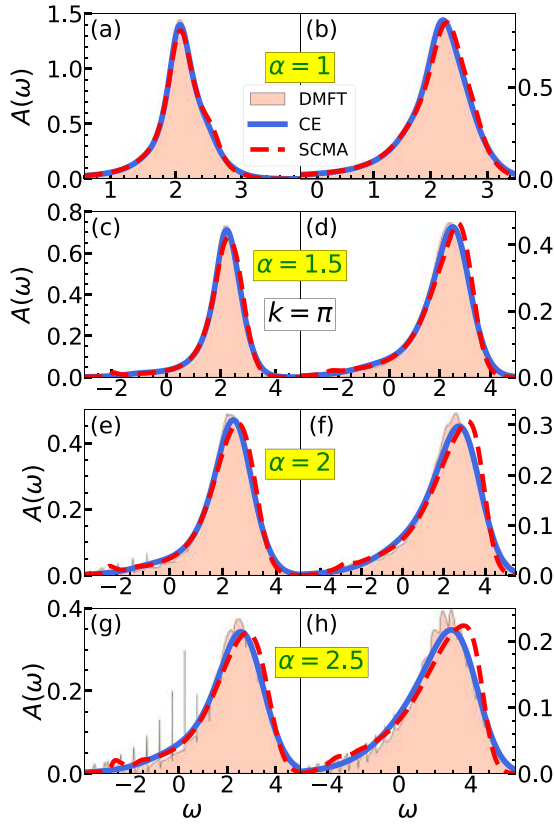 (a) (b)
A(ω) 1.5 1.0 0.5 0.0
α = 1
DMFT
CE
SCMA
0.5 0.0
1 2 3 0 1 2 3
(c) (d)
A(ω) 0.8 0.6 0.4 0.2 0.0
α = 1.5
k = π
0.4 0.2 0.0
−2 0 2 4 −2 0 2 4
(e) (f)
A(ω) 0.4 0.2 0.0
α = 2
0.3 0.2 0.1 0.0
−2 0 2 4 −2 0 2 4
(g) (h)
A(ω) 0.4 0.2 0.0
α = 2.5
0.2 0.1 0.0
−2 0 2 4 0 4
ω ω